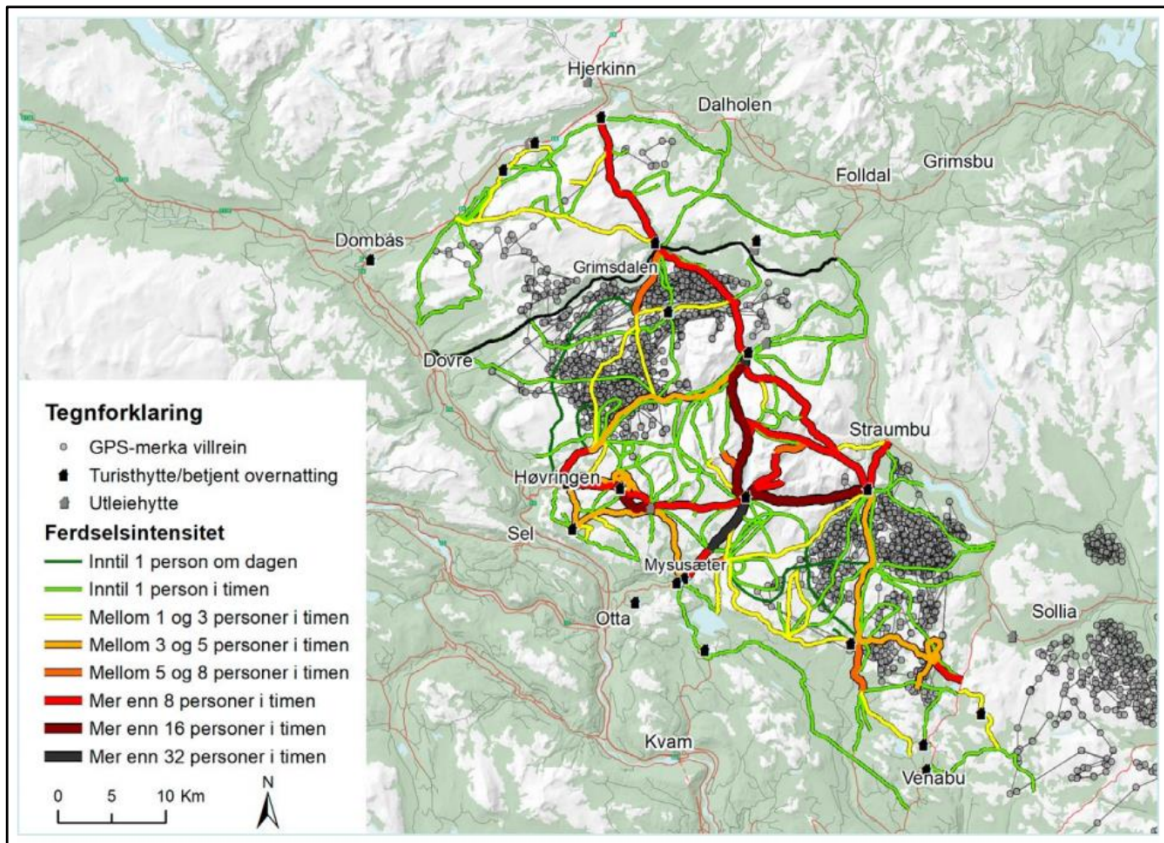 Hjerkinn
Dalholen
Folldal
Grimsbu
Dombås
Grimsdalen
Dovre
Straumbu
Høvringen
Sel
Mysusæter
Otta
Sollia
Kvam
Venabu
Tegnforklaring
GPS-merka villrein
Turisthytte/betjent overnatting
Utleiehytte
Ferdselsintensitet
Inntil 1 person om dagen
Inntil 1 person i timen
Mellom 1 og 3 personer i timen
Mellom 3 og 5 personer i timen
Mellom 5 og 8 personer i timen
Mer enn 8 personer i timen
Mer enn 16 personer i timen
Mer enn 32 personer i timen
0 5 10 Km
N